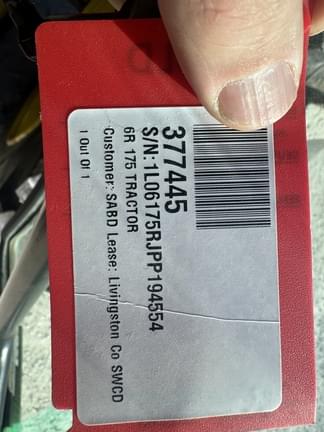 377445
S/N:1L06175RJPP194554
6R 175 TRACTOR
Customer: SABD Lease: Livingston Co SWCD
1 Out Of 1